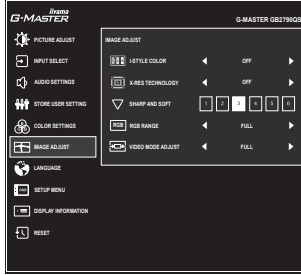 iiyama
G-MASTER
G-MASTER GB2790QS
PICTURE ADJUST
INPUT SELECT
AUDIO SETTINGS
STORE USER SETTING
COLOR SETTINGS
IMAGE ADJUST
LANGUAGE
OSD SETUP MENU
DISPLAY INFORMATION
RESET
IMAGE ADJUST
I-STYLE COLOR OFF
X-RES TECHNOLOGY OFF
SHARP AND SOFT 1 2 3 4 5 6
RGB RGB RANGE FULL
VIDEO MODE ADJUST FULL